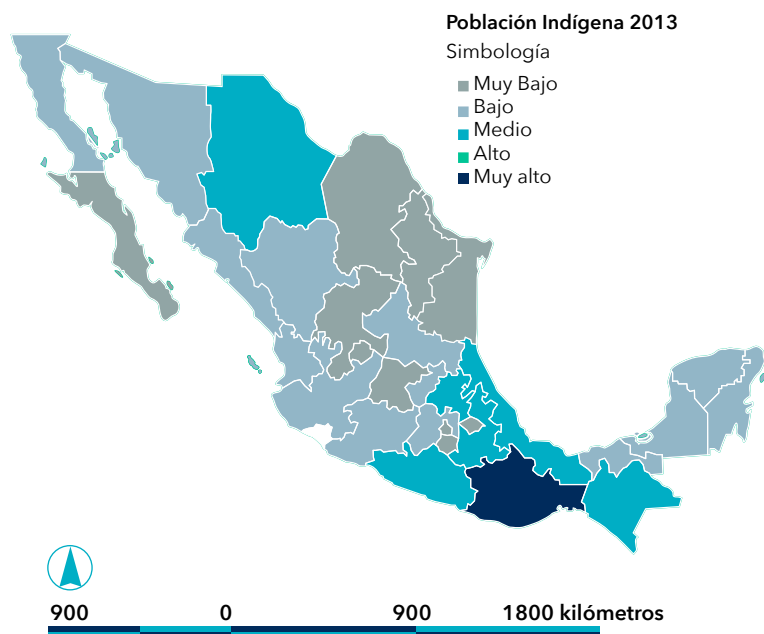 Población Indígena 2013
Simbología
Muy Bajo
Bajo
Medio
Alto
Muy alto
900 0 900 1800 kilómetros